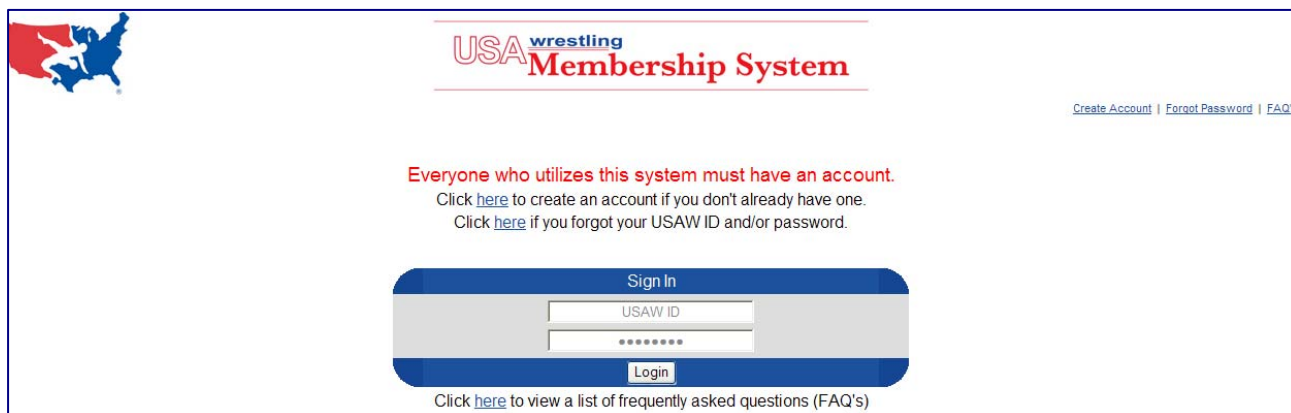 USA wrestling
Membership System
Create Account | Forgot Password | FAQ'
Everyone who utilizes this system must have an account.
Click here to create an account if you don't already have one.
Click here if you forgot your USAW ID and/or password.
Sign In
USAW ID
••••••••
Login
Click here to view a list of frequently asked questions (FAQ's)